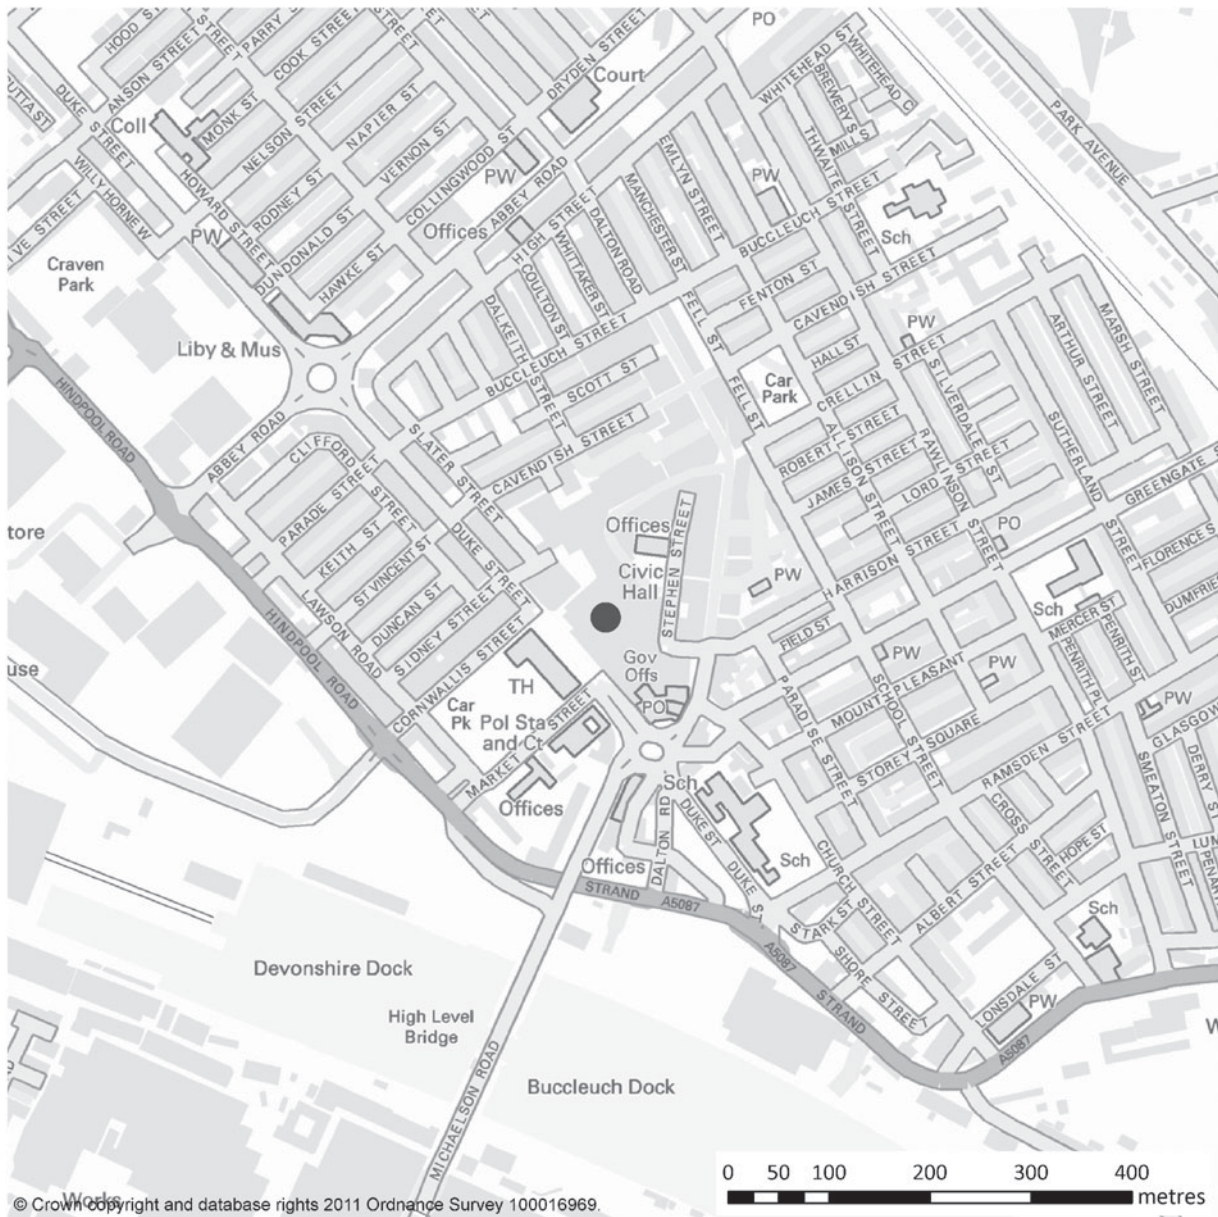 HOOD STREET
PARRY STREET
COOK STREET
DRYDEN STREET
PO
WHITEHEAD ST
WHITEHEAD C
BREWERY S
MILL S
PARK AVENUE
DUKE STREET
ANSON STREET
Coll
MONK ST
NELSON STREET
NAPIER ST
VERNON ST
COLLINGWOOD ST
Court
PW
ABBEY ROAD
EMLYN STREET
MANCHESTER ST
PW
THWAITE STREET
BUCCLEUCH STREET
Sch
HOWARD STREET
RODNEY ST
DUNDONALD ST
HAWKE ST
PW
Offices
HIGH STREET
DALTON ROAD
WHITTAKER ST
COULTON ST
DALKEITH STREET
Craven
Park
Liby & Mus
FELL ST
FENTON ST
CAVENDISH STREET
PW
HALL ST
CRELLIN STREET
SILVERDALE ST
ARTHUR STREET
MARSH STREET
BUCCLEUCH STREET
SCOTT ST
CAVENDISH STREET
Car
Park
FELL ST
ROBERT STREET
JAMES STREET
ALLISON STREET
RAWLINSON STREET
LORD STREET
SUTHERLAND STREET
GREENGATE S
HINDPOOL ROAD
ABBEY ROAD
CLIFFORD STREET
SLATER STREET
PARADE STREET
KEITH ST
ST VINCENT ST
DUNCAN ST
SIDNEY STREET
DUKE STREET
LAWSON ROAD
CORNWALLIS STREET
HINDPOOL ROAD
tore
Offices
Civic
Hall
STEPHEN STREET
PW
HARRISON STREET
PO
Sch
FLORENCE S
DUMFRIE
MERCER ST
PENRITH ST
PENRITH PL
FIELD ST
Gov
Offs
PO
TH
Car
Pk
Pol Sta
and Ct
MARKET STREET
Offices
use
PW
PW
PW
MOUNT PLEASANT
SCHOOL STREET
PARADISE STREET
STOREY SQUARE
RAMSDEN STREET
GLASGOW
DERRY ST
SMEATON STREET
CROSS STREET
HOPE ST
LUM
PENAR
Sch
Sch
DALTON RD
DUKE ST
DUKE ST
Offices
STRAND
A5087
CHURCH STREET
ALBERT STREET
STARK ST
SHORE STREET
Sch
A5087
STRAND
ONSDALE ST
PW
A5087
Devonshire Dock
High Level
Bridge
MICHAELSON ROAD
Buccleuch Dock
W
Works
0 50 100 200 300 400
metres
© Crown copyright and database rights 2011 Ordnance Survey 100016969.